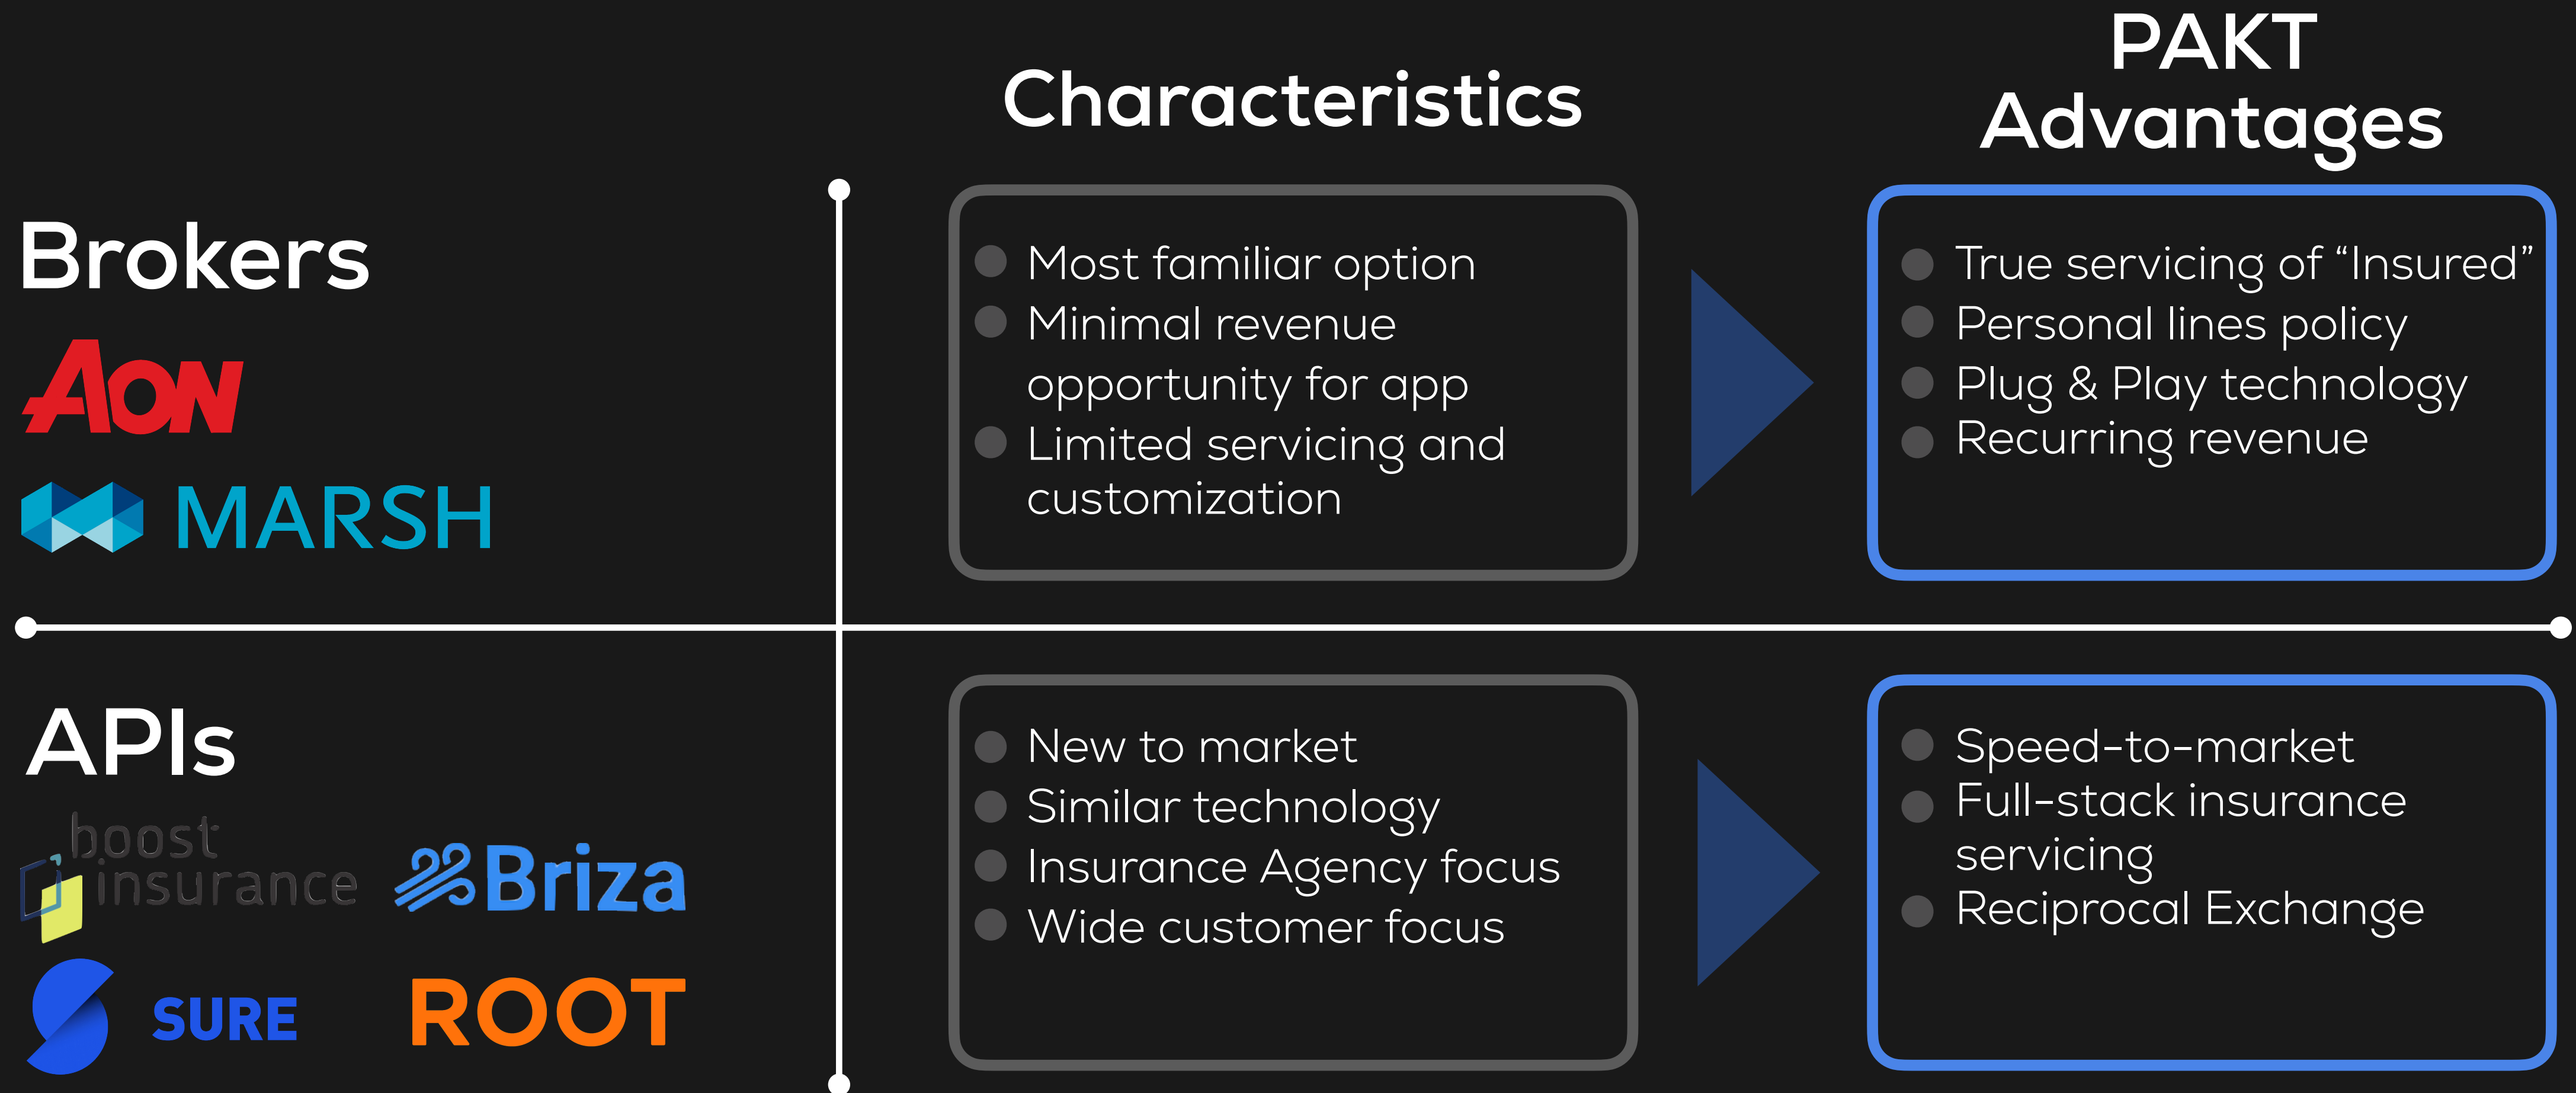 Characteristics
PAKT
Advantages
Brokers
AON
MARSH
Most familiar option
Minimal revenue
opportunity for app
Limited servicing and
customization
True servicing of “Insured”
Personal lines policy
Plug & Play technology
Recurring revenue
APIs
boost
insurance
Briza
SURE
ROOT
New to market
Similar technology
Insurance Agency focus
Wide customer focus
Speed-to-market
Full-stack insurance
servicing
Reciprocal Exchange